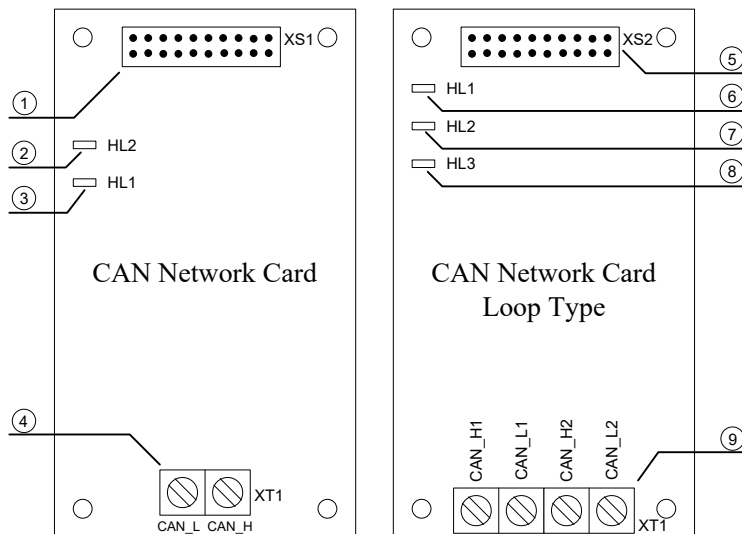 XS1
1
2
HL2
3
HL1
CAN Network Card
4
XT1
CAN_L CAN_H
XS2
5
HL1
6
HL2
7
HL3
8
CAN Network Card
Loop Type
CAN_H1
CAN_L1
CAN_H2
CAN_L2
9
XT1